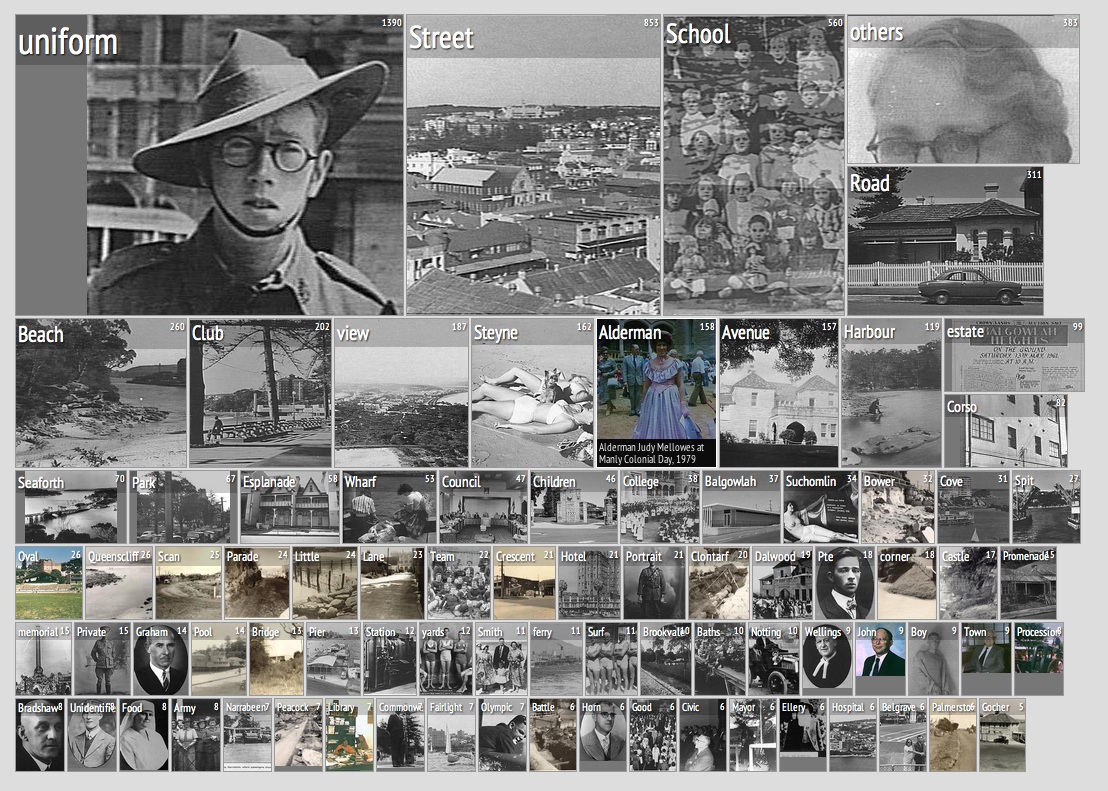 uniform 1390
Street 853
School 560
others 383
Road 311
Beach 260
Club 202
view 187
Steyne 162
Alderman 158
Alderman Judy Mellowes at
Manly Colonial Day, 1979
Avenue 157
Harbour 119
estate 99
BALGOWLAH
HEIGHTS
ON THE GROUND
SATURDAY, 13TH MAY, 1961.
AT 10 A.M.
Corso 82
Seaforth 70
Park 67
Esplanade 58
Wharf 53
Council 47
Children 46
College 38
Balgowlah 37
Suchomlin 34
Bower 32
Cove 31
Spit 27
Oval 26
Queenscliff 26
Scan 25
Parade 24
Little 24
Lane 23
Team 22
Crescent 21
Hotel 21
Portrait 21
Clontarf 20
Dalwood 19
Pte 18
corner 18
Castle 17
Promenade 15
memorial 15
Private 15
Graham 14
Pool 14
Bridge 13
Pier 13
Station 12
yards 12
Smith 11
ferry 11
Surf 11
Brookvale 10
Baths 10
Notting 10
Wellings 9
John 9
Boy 9
Town 9
Procession
Bradshaw 8
Unidentifi 8
Food 8
Army 8
Narrabeen 7
Peacock 7
Library 7
Commonw 7
Fairlight 7
Olympic 7
Battle 6
Horn 6
Good 6
Civic 6
Mayor 6
Ellery 6
Hospital 6
Belgrave 6
Palmersto 6
Gocher 5